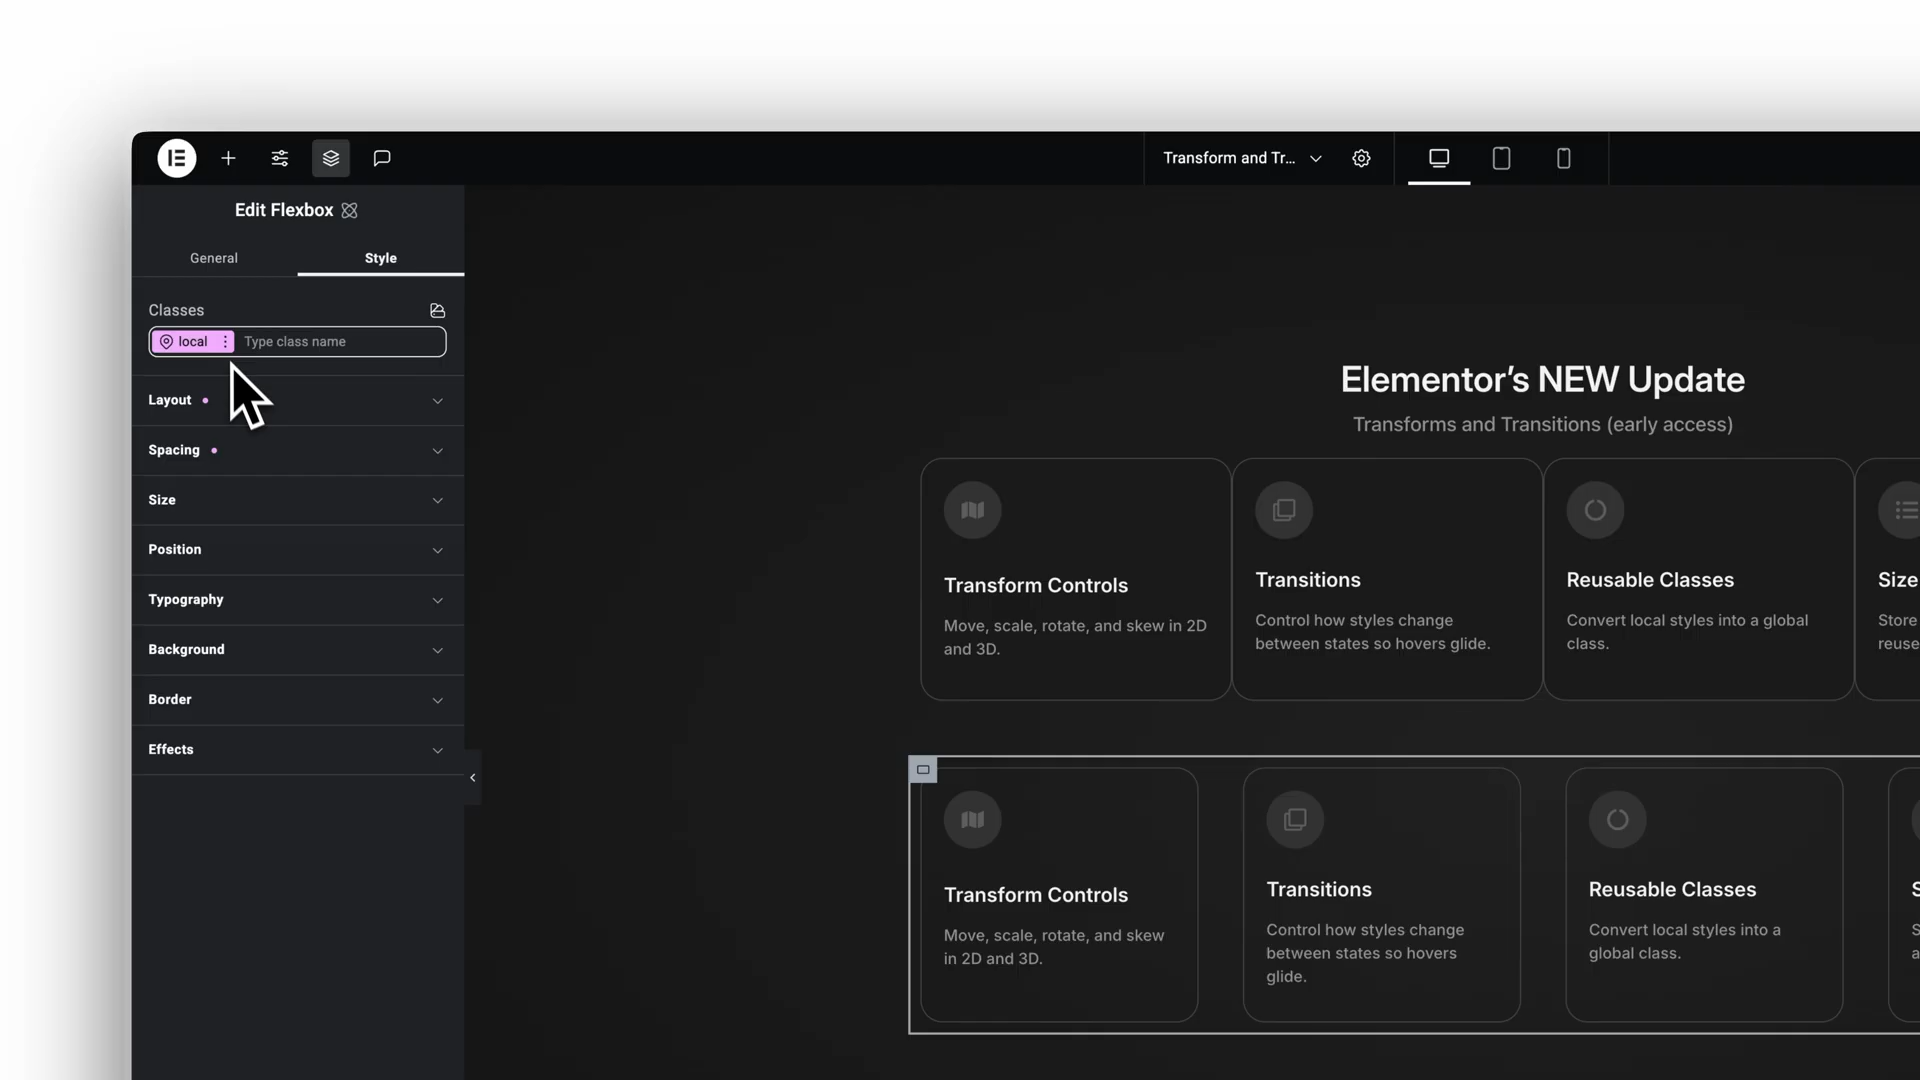 Transform and Tr...
Edit Flexbox
General
Style
Classes
local
Type class name
Layout
Spacing
Size
Position
Typography
Background
Border
Effects
Elementor's NEW Update
Transforms and Transitions (early access)
Transform Controls
Move, scale, rotate, and skew in 2D
and 3D.
Transitions
Control how styles change
between states so hovers glide.
Reusable Classes
Convert local styles into a global
class.
Size
Store
reuse
Transform Controls
Move, scale, rotate, and skew
in 2D and 3D.
Transitions
Control how styles change
between states so hovers
glide.
Reusable Classes
Convert local styles into a
global class.